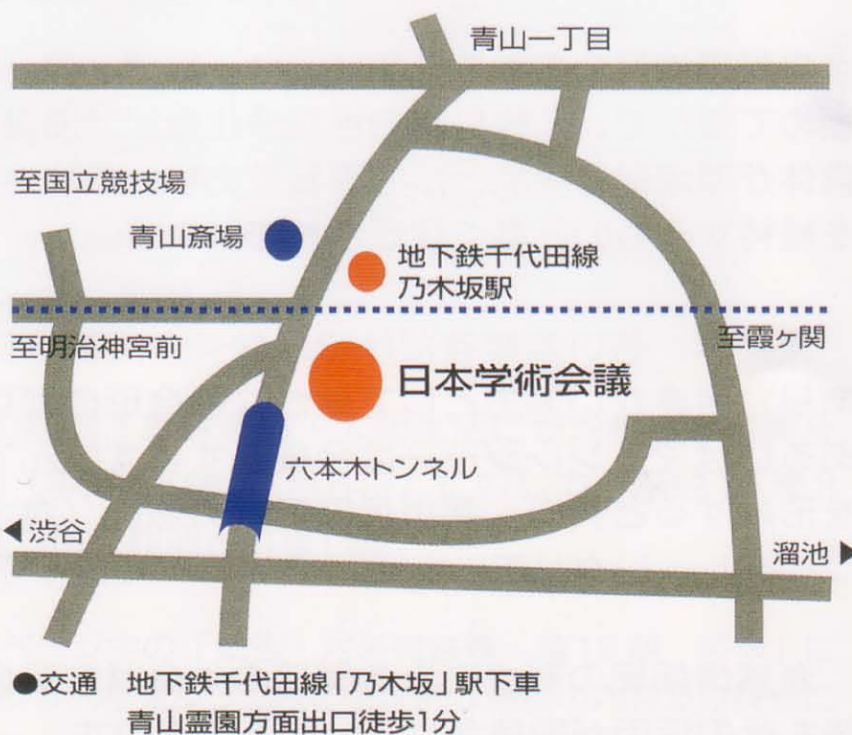 青山一丁目
至国立競技場
青山斎場
地下鉄千代田線
乃木坂駅
至明治神宮前
至霞ヶ関
日本学術会議
六本木トンネル
◀渋谷
溜池▶
●交通 地下鉄千代田線「乃木坂」駅下車
青山霊園方面出口徒歩1分